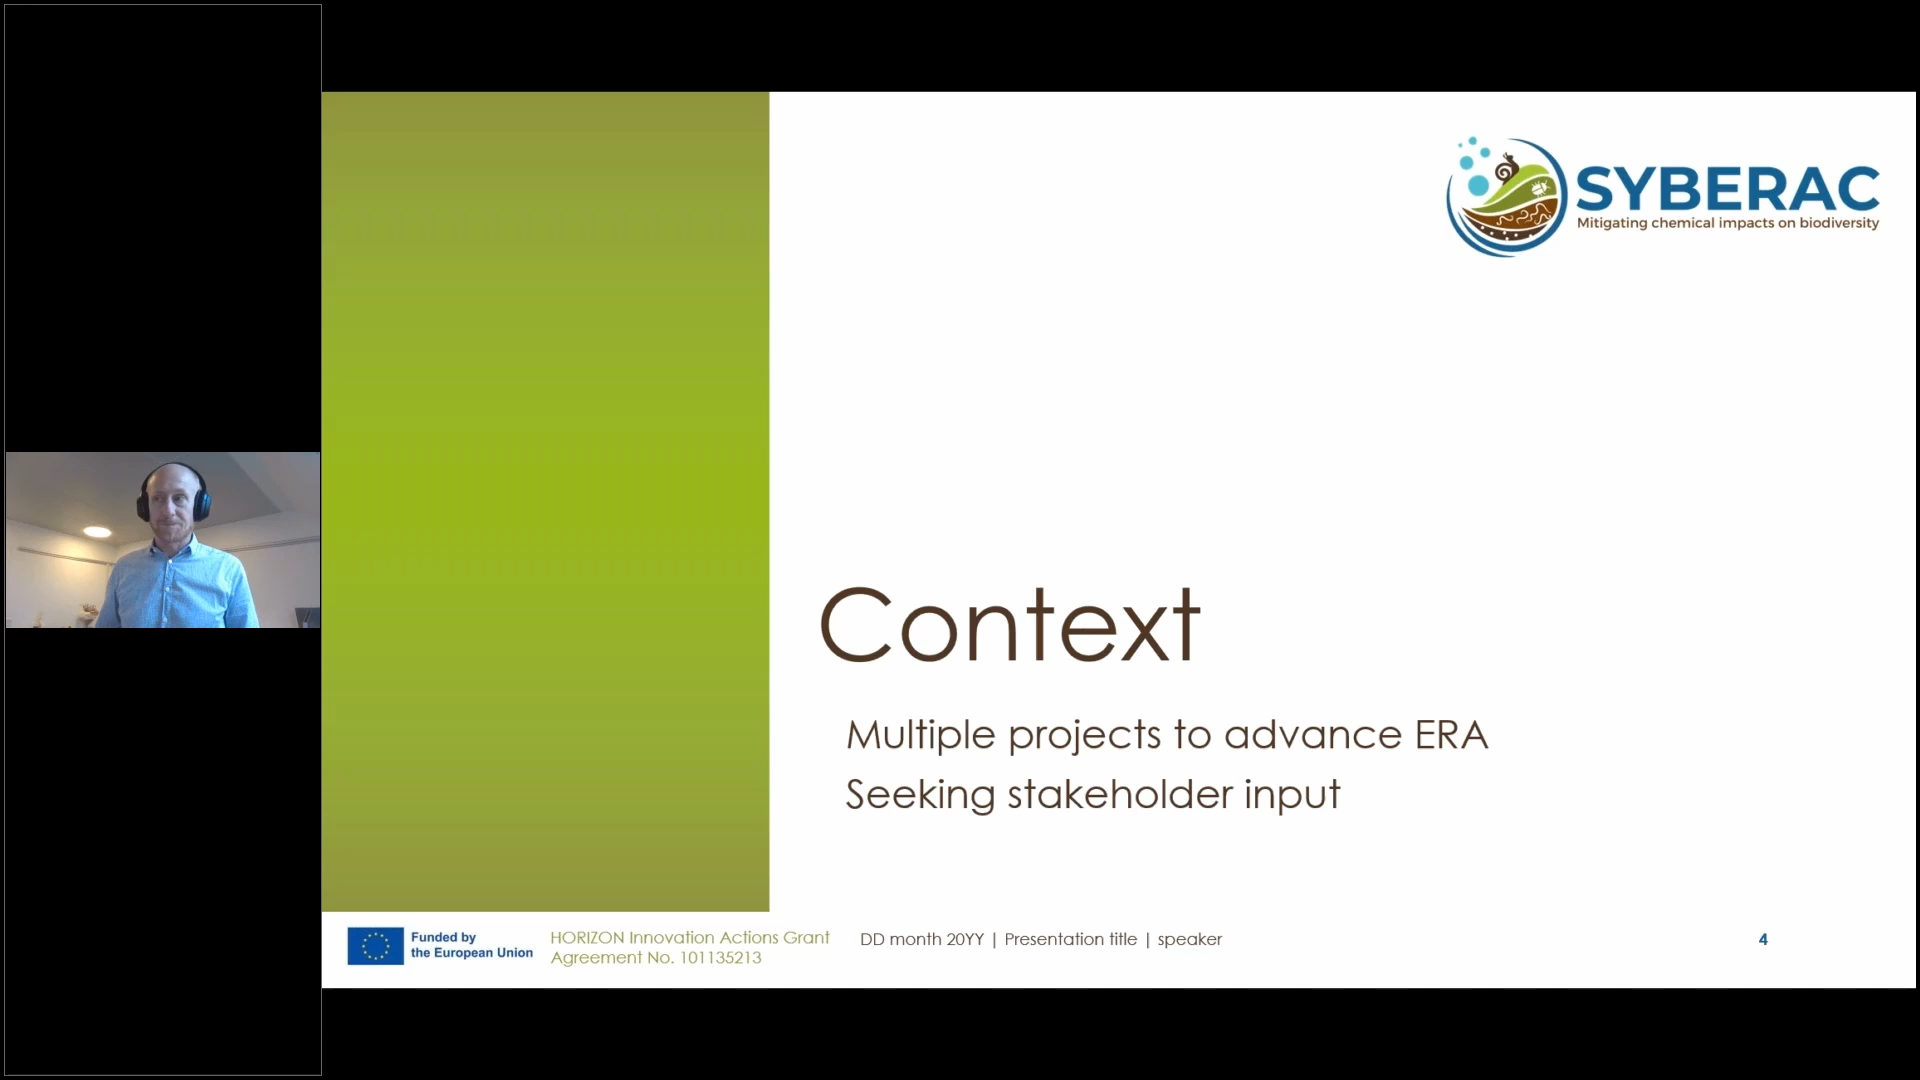 SYBERAC
Mitigating chemical impacts on biodiversity
Context
Multiple projects to advance ERA
Seeking stakeholder input
Funded by
the European Union
HORIZON Innovation Actions Grant
Agreement No. 101135213
DD month 20YY | Presentation title | speaker
4